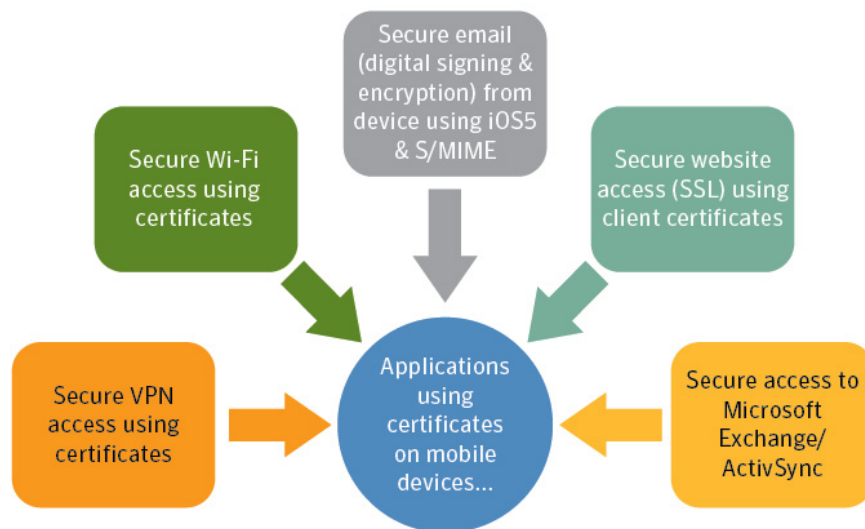 Secure email
(digital signing &
encryption) from
device using iOS5
& S/MIME
Secure Wi-Fi
access using
certificates
Secure website
access (SSL) using
client certificates
Secure VPN
access using
certificates
Applications
using
certificates
on mobile
devices...
Secure access to
Microsoft
Exchange/
ActivSync